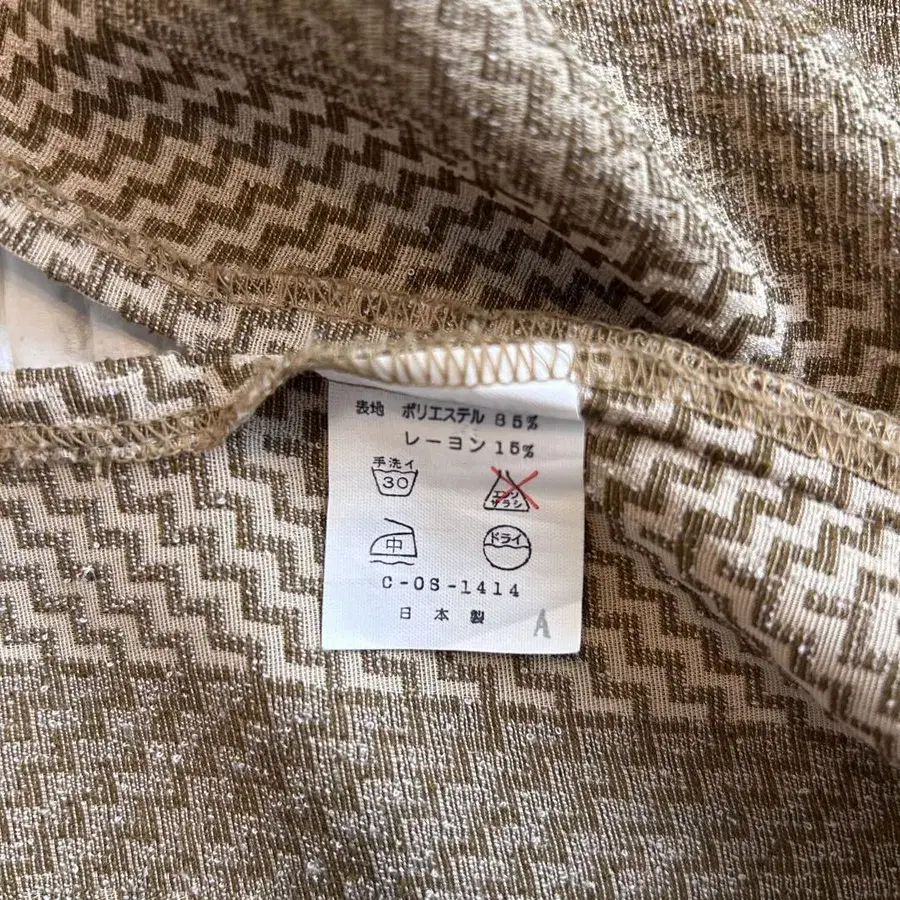 表地 ポリエステル 85%
レーヨン 15%
手洗イ
30
エンソ
サラシ
中
ドライ
C-OS-1414
日本製
A